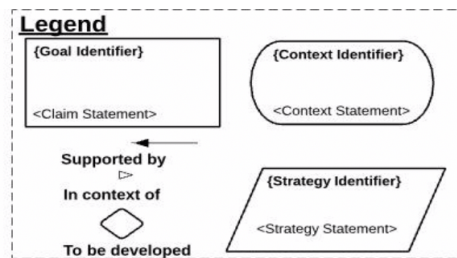 Legend
{Goal Identifier}
<Claim Statement>
{Context Identifier}
<Context Statement>
Supported by
In context of
To be developed
{Strategy Identifier}
<Strategy Statement>